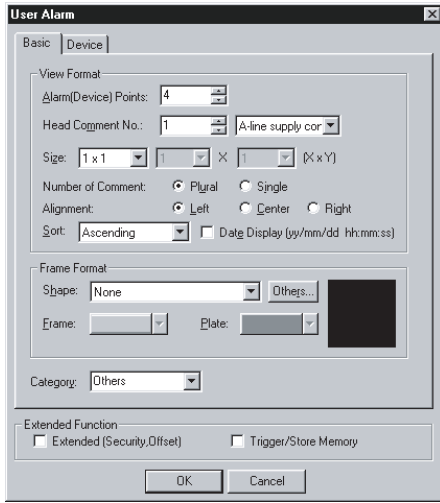 User Alarm
Basic Device
View Format
Alarm(Device) Points: 4
Head Comment No.: 1 A-line supply cor
Size: 1 x 1 1 X 1 (X x Y)
Number of Comment: Plural Single
Alignment: Left Center Right
Sort: Ascending Date Display (yy/mm/dd hh:mm:ss)
Frame Format
Shape: None Others...
Frame: Plate:
Category: Others
Extended Function
Extended (Security,Offset) Trigger/Store Memory
OK Cancel